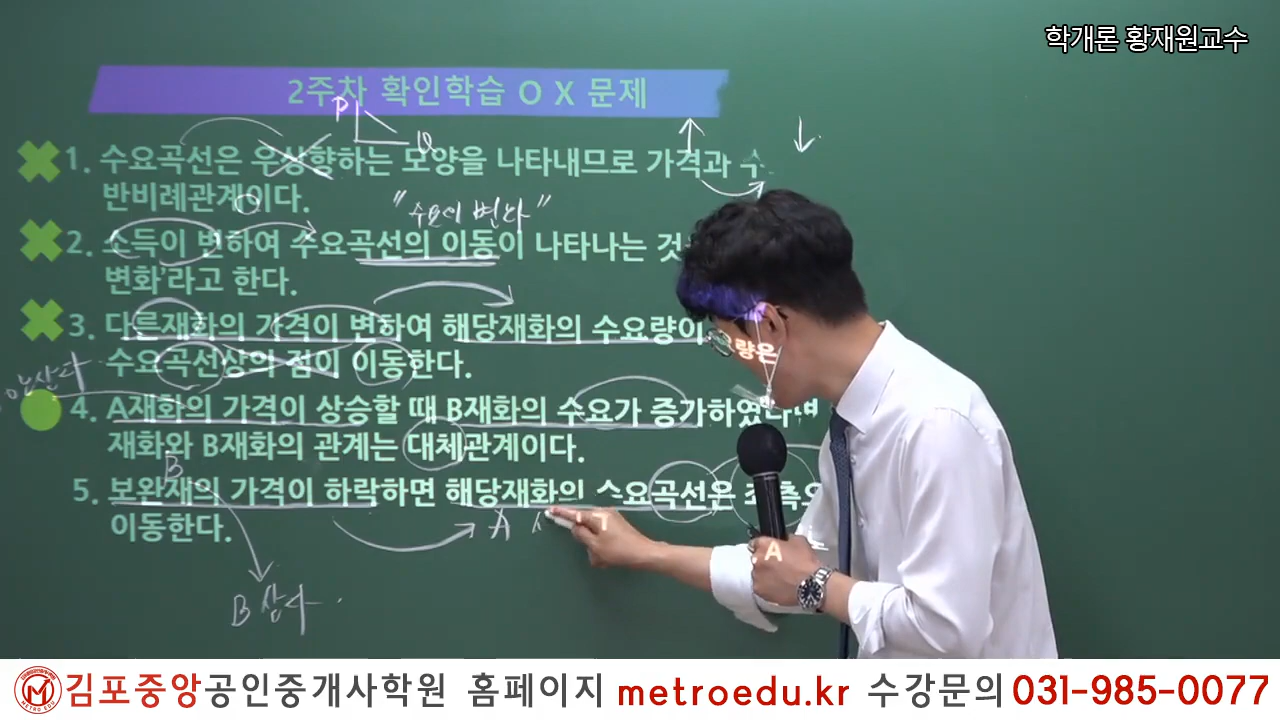 학개론 황재원교수
2주차 확인학습 O X 문제
P
Q
1. 수요곡선은 우상향하는 모양을 나타내므로 가격과 수
반비례관계이다.
"수요의 변화"
2. 소득이 변하여 수요곡선의 이동이 나타나는 것
변화'라고 한다.
3. 다른재화의 가격이 변하여 해당재화의 수요량이
량은
수요곡선상의 점이 이동한다.
4. A재화의 가격이 상승할 때 B재화의 수요가 증가하였다면
재화와 B재화의 관계는 대체관계이다.
B
5. 보완재의 가격이 하락하면 해당재화의 수요곡선은 좌측으
이동한다.
A
A
B 산다.
김포중앙공인중개사학원 홈페이지 metroedu.kr 수강문의 031-985-0077
METRO EDU